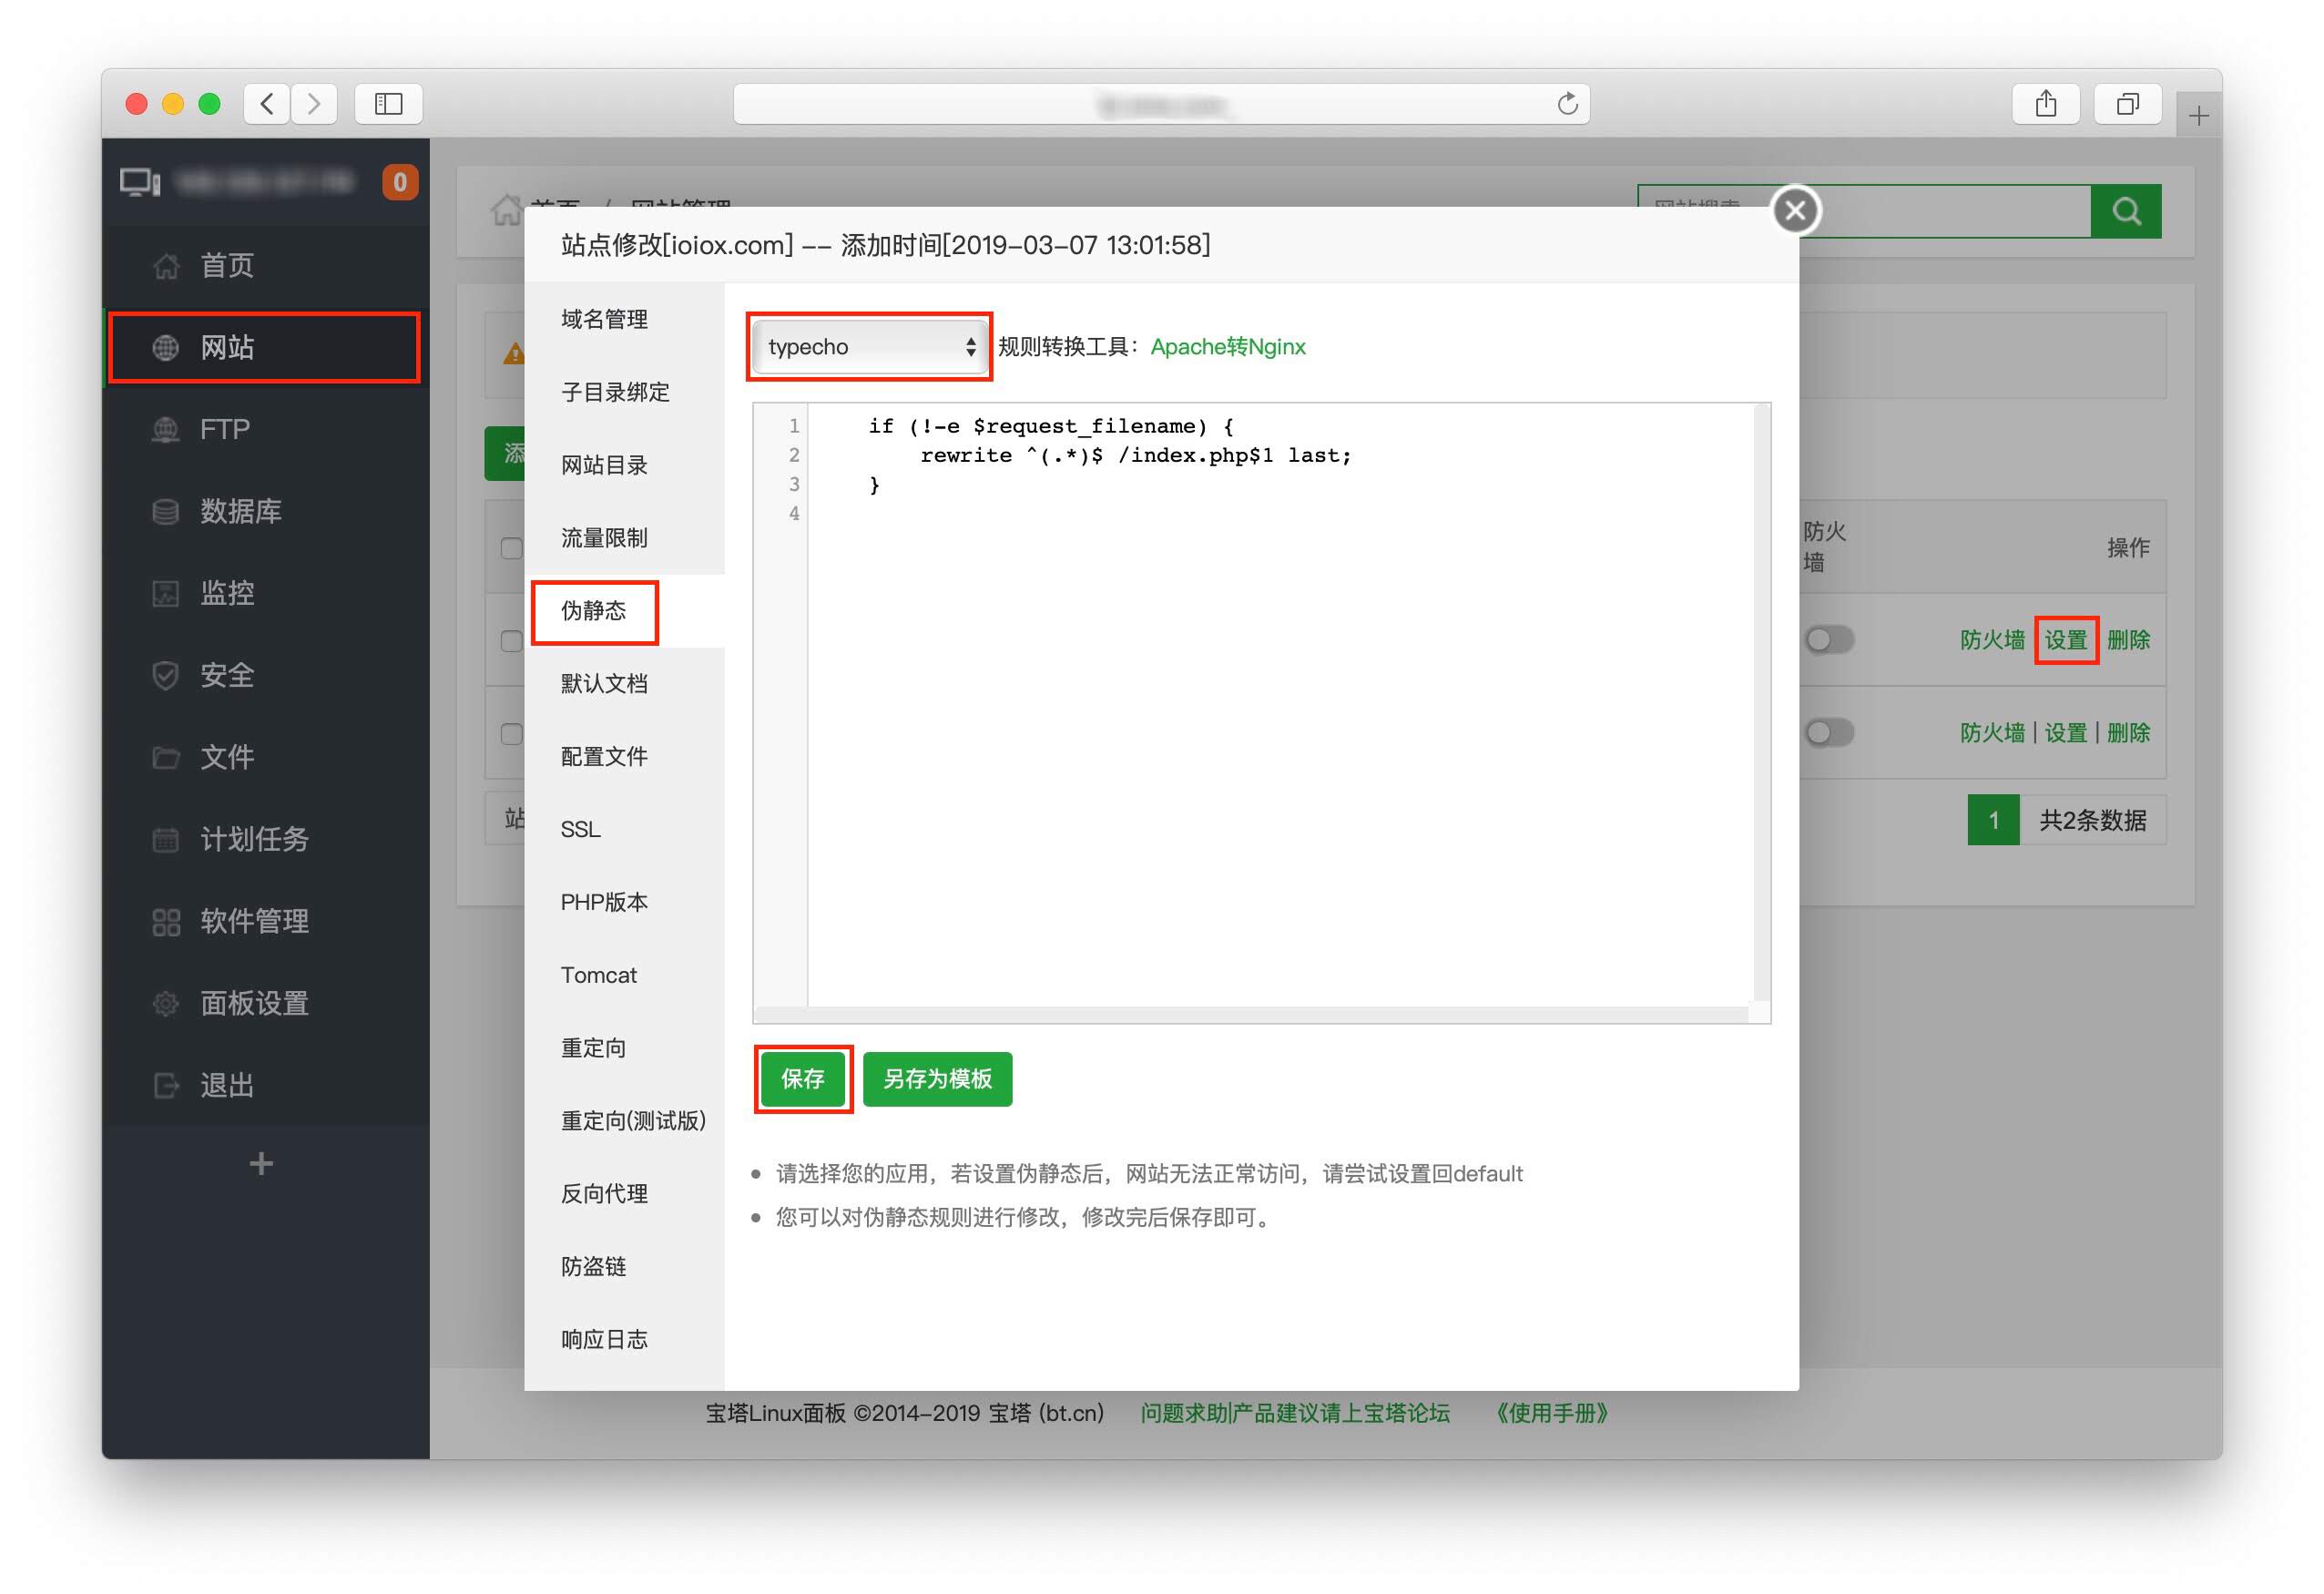 0
首页
网站
FTP
数据库
监控
安全
文件
计划任务
软件管理
面板设置
退出
首页 / 网站管理
网站搜索
站点修改[ioiox.com] -- 添加时间[2019-03-07 13:01:58]
域名管理
子目录绑定
网站目录
流量限制
伪静态
默认文档
配置文件
SSL
PHP版本
Tomcat
重定向
重定向(测试版)
反向代理
防盗链
响应日志
typecho 规则转换工具：Apache转Nginx
1 if (!-e $request_filename) {
2 rewrite ^(.*)$ /index.php$1 last;
3 }
4
保存 另存为模板
请选择您的应用，若设置伪静态后，网站无法正常访问，请尝试设置回default
您可以对伪静态规则进行修改，修改完后保存即可。
添
站
防火墙
操作
防火墙 设置 删除
防火墙 | 设置 | 删除
1 共2条数据
宝塔Linux面板 ©2014-2019 宝塔 (bt.cn) 问题求助|产品建议请上宝塔论坛 《使用手册》